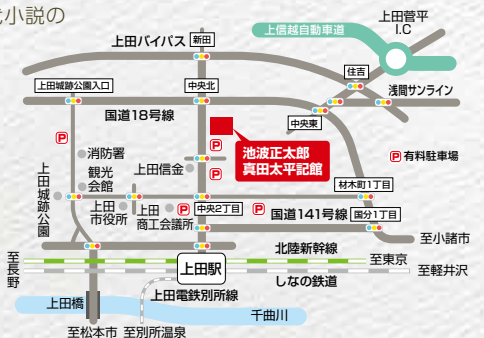 代小説の
上田菅平
I.C
上信越自動車道
上田バイパス
新田
住吉
上田城跡公園入口
中央北
浅間サンライン
国道18号線
中央東
P
消防署
P
池波正太郎
真田太平記館
P有料駐車場
観光
会館
上田信金
P
材木町1丁目
上田城跡公園
上田
市役所
上田
商工会議所
P
中央2丁目
P
国道141号線
国分1丁目
至小諸市
北陸新幹線
至長野
上田駅
至東京
しなの鉄道
至軽井沢
上田電鉄別所線
上田橋
千曲川
至松本市
至別所温泉